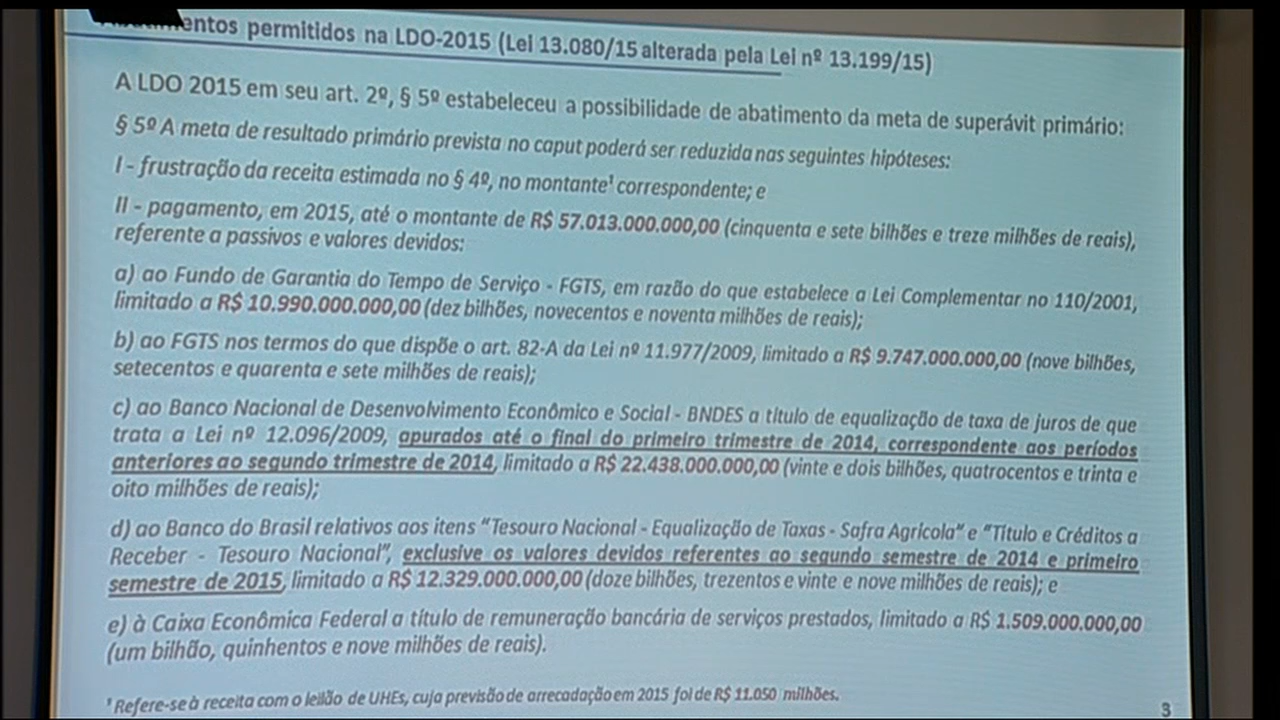 permitidos na LDO-2015 (Lei 13.080/15 alterada pela Lei nº 13.199/15)
A LDO 2015 em seu art. 2º, § 5º estabeleceu a possibilidade de abatimento da meta de superávit primário:
§ 5º A meta de resultado primário prevista no caput poderá ser reduzida nas seguintes hipóteses:
I - frustração da receita estimada no § 4º, no montante¹ correspondente; e
II - pagamento, em 2015, até o montante de R$ 57.013.000.000,00 (cinquenta e sete bilhões e treze milhões de reais),
referente a passivos e valores devidos:
a) ao Fundo de Garantia do Tempo de Serviço - FGTS, em razão do que estabelece a Lei Complementar no 110/2001,
limitado a R$ 10.990.000.000,00 (dez bilhões, novecentos e noventa milhões de reais);
b) ao FGTS nos termos do que dispõe o art. 82-A da Lei nº 11.977/2009, limitado a R$ 9.747.000.000,00 (nove bilhões,
setecentos e quarenta e sete milhões de reais);
c) ao Banco Nacional de Desenvolvimento Econômico e Social - BNDES a título de equalização de taxa de juros de que
trata a Lei nº 12.096/2009, apurados até o final do primeiro trimestre de 2014, correspondente aos períodos
anteriores ao segundo trimestre de 2014, limitado a R$ 22.438.000.000,00 (vinte e dois bilhões, quatrocentos e trinta e
oito milhões de reais);
d) ao Banco do Brasil relativos aos itens "Tesouro Nacional - Equalização de Taxas - Safra Agrícola" e "Título e Créditos a
Receber - Tesouro Nacional", exclusive os valores devidos referentes ao segundo semestre de 2014 e primeiro
semestre de 2015, limitado a R$ 12.329.000.000,00 (doze bilhões, trezentos e vinte e nove milhões de reais); e
e) à Caixa Econômica Federal a título de remuneração bancária de serviços prestados, limitado a R$ 1.509.000.000,00
(um bilhão, quinhentos e nove milhões de reais).
¹ Refere-se à receita com o leilão de UHEs, cuja previsão de arrecadação em 2015 foi de R$ 11.050 milhões.
3